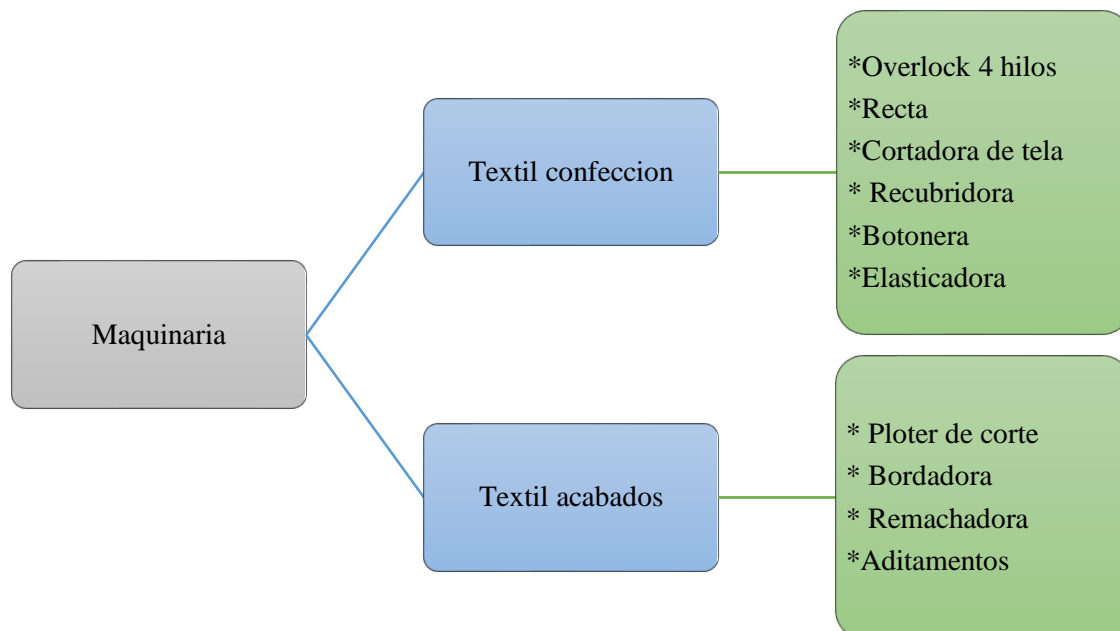 Maquinaria
Textil confeccion
*Overlock 4 hilos
*Recta
*Cortadora de tela
* Recubridora
*Botonera
*Elasticadora
Textil acabados
* Ploter de corte
* Bordadora
* Remachadora
*Aditamentos